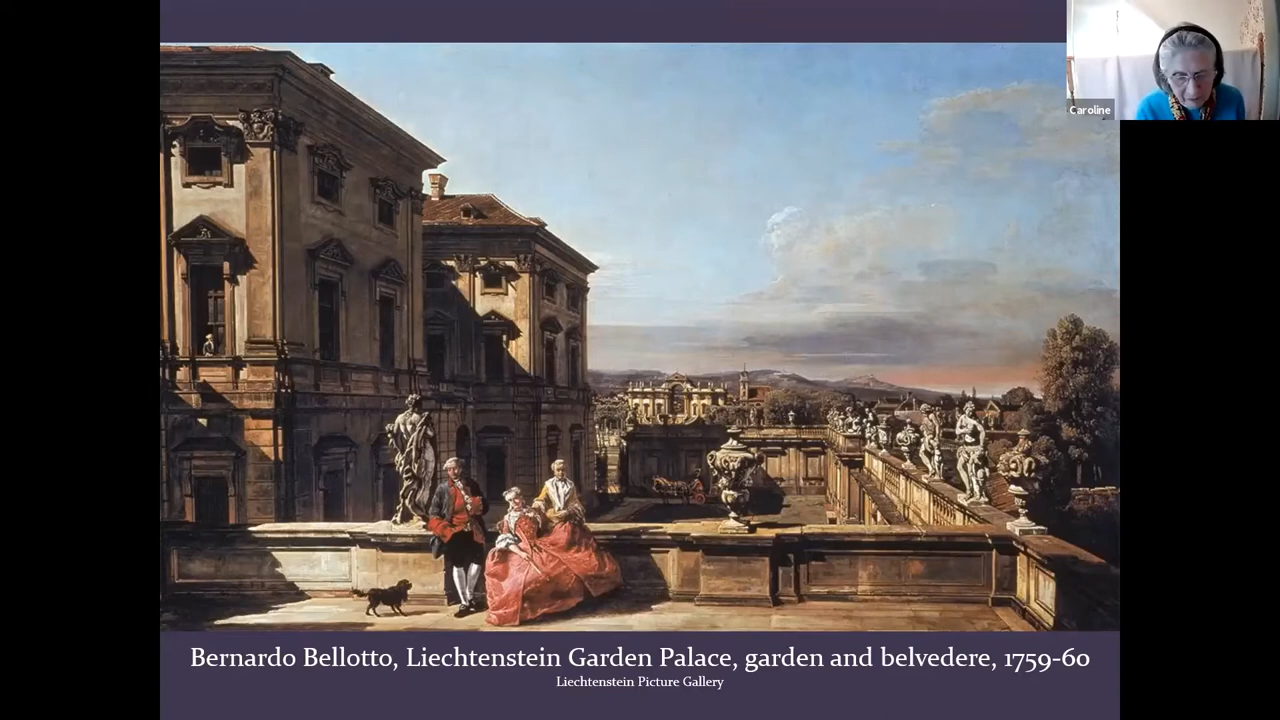 Caroline
Bernardo Bellotto, Liechtenstein Garden Palace, garden and belvedere, 1759-60
Liechtenstein Picture Gallery